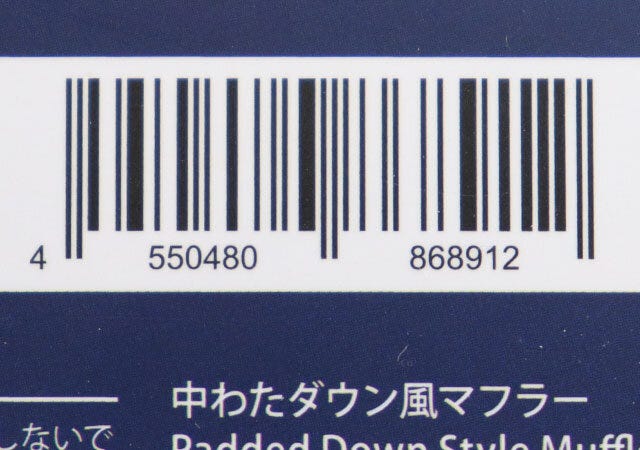 4 550480 868912
中わたダウン風マフラー
しないで
Padded Down Style